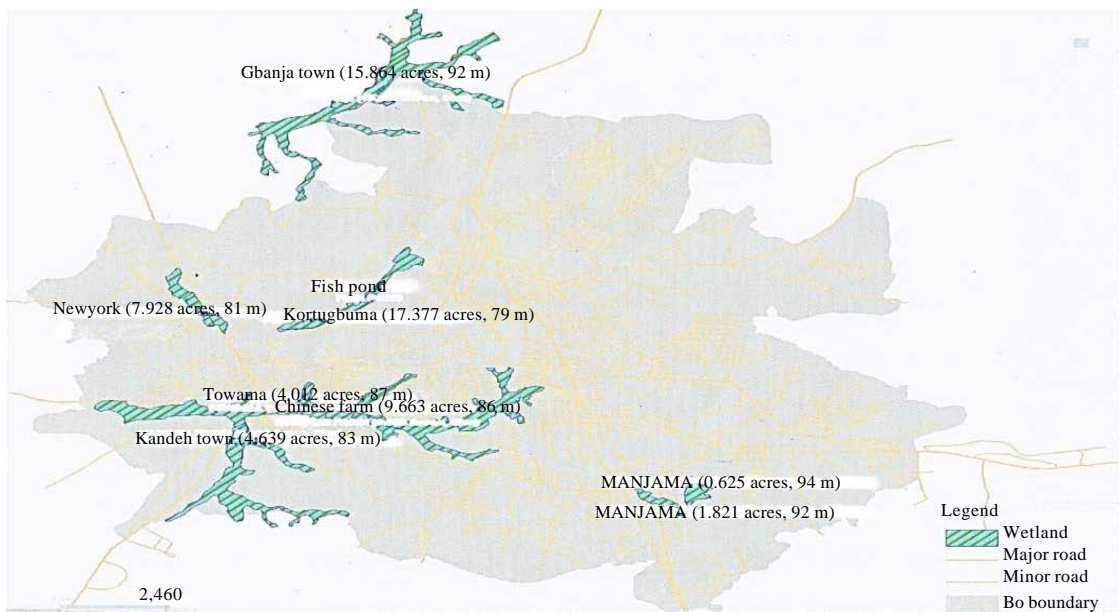 Gbanja town (15.864 acres, 92 m)
Fish pond
Newyork (7.928 acres, 81 m)
Kortugbuma (17.377 acres, 79 m)
Towama (4.012 acres, 87 m)
Chinese farm (9.663 acres, 86 m)
Kandeh town (4.639 acres, 83 m)
MANJAMA (0.625 acres, 94 m)
MANJAMA (1.821 acres, 92 m)
Legend
Wetland
Major road
Minor road
Bo boundary
2,460